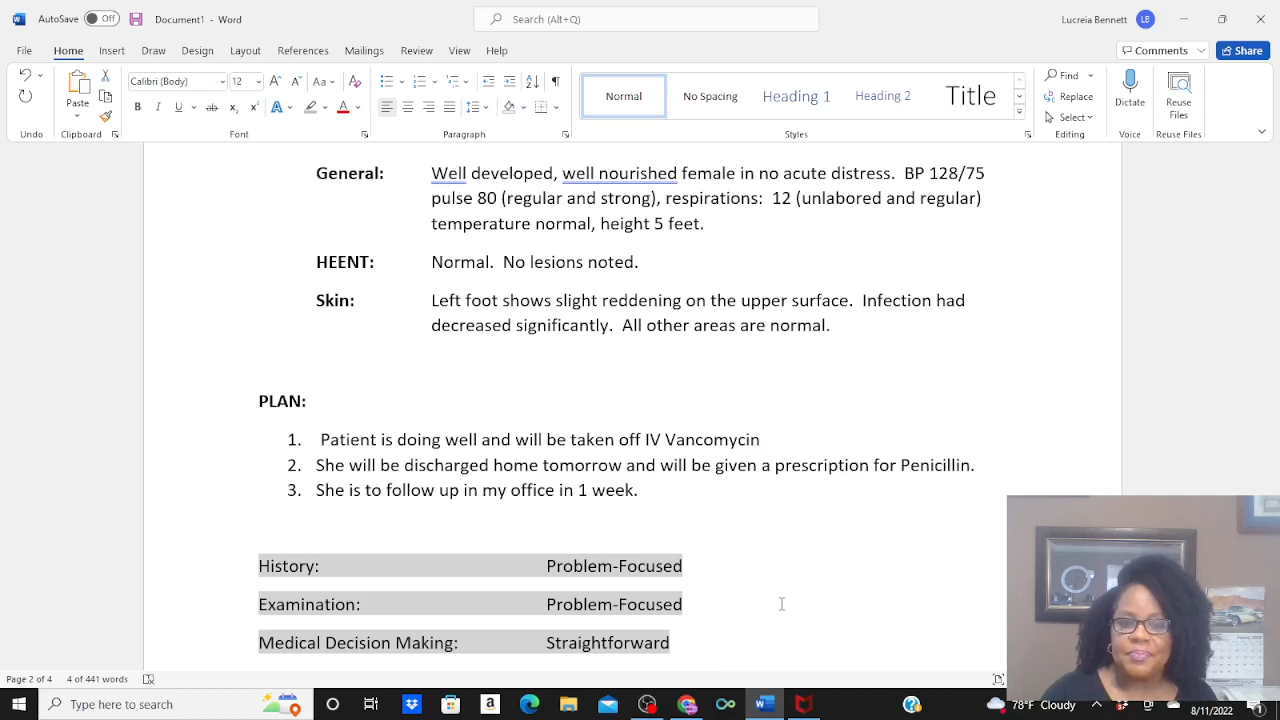 AutoSave Off Document1 - Word Search (Alt+Q) Lucreia Bennett LB
File Home Insert Draw Design Layout References Mailings Review View Help Comments Share
Calibri (Body) 12 Aa
Paste
Normal No Spacing Heading 1 Heading 2 Title
Find
Replace
Select
Dictate
Reuse Files
Undo Clipboard Font Paragraph Styles Editing Voice Reuse Files
General: Well developed, well nourished female in no acute distress. BP 128/75
pulse 80 (regular and strong), respirations: 12 (unlabored and regular)
temperature normal, height 5 feet.
HEENT: Normal. No lesions noted.
Skin: Left foot shows slight reddening on the upper surface. Infection had
decreased significantly. All other areas are normal.
PLAN:
1. Patient is doing well and will be taken off IV Vancomycin
2. She will be discharged home tomorrow and will be given a prescription for Penicillin.
3. She is to follow up in my office in 1 week.
History: Problem-Focused
Examination: Problem-Focused
Medical Decision Making: Straightforward
Page 2 of 4 4 of 441 words
Type here to search 78°F Cloudy
8/11/2022